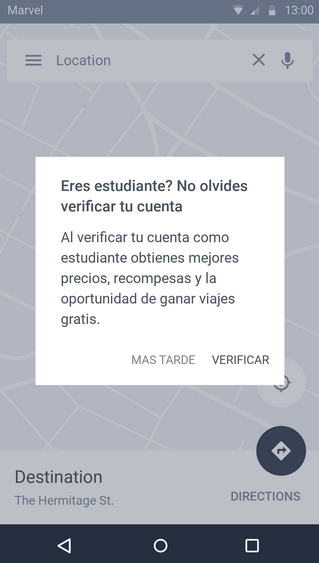 Marvel
13:00
Location
Eres estudiante? No olvides
verificar tu cuenta
Al verificar tu cuenta como
estudiante obtienes mejores
precios, recompesas y la
oportunidad de ganar viajes
gratis.
MAS TARDE
VERIFICAR
Destination
The Hermitage St.
DIRECTIONS